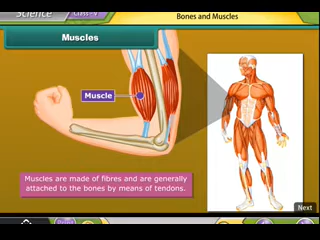 Science
Class - V
Bones and Muscles
Muscles
Muscle
Muscles are made of fibres and are generally
attached to the bones by means of tendons.
Next